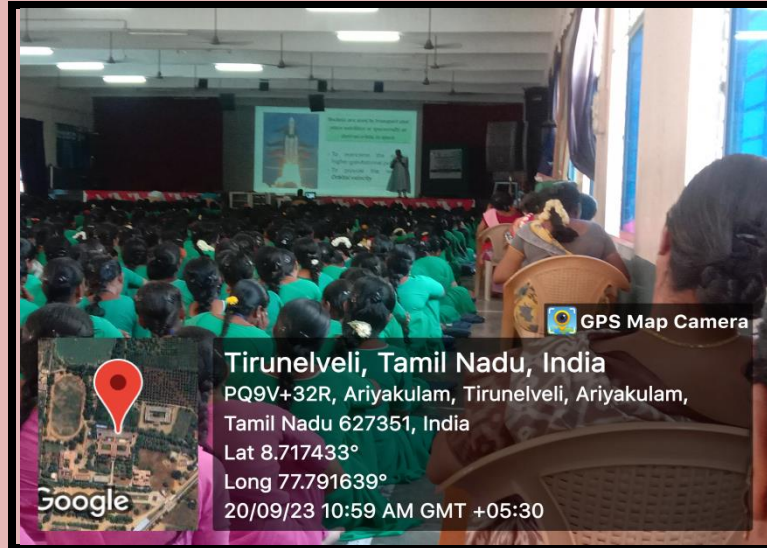 GPS Map Camera
Tirunelveli, Tamil Nadu, India
PQ9V+32R, Ariyakulam, Tirunelveli, Ariyakulam,
Tamil Nadu 627351, India
Lat 8.717433°
Long 77.791639°
20/09/23 10:59 AM GMT +05:30
Google